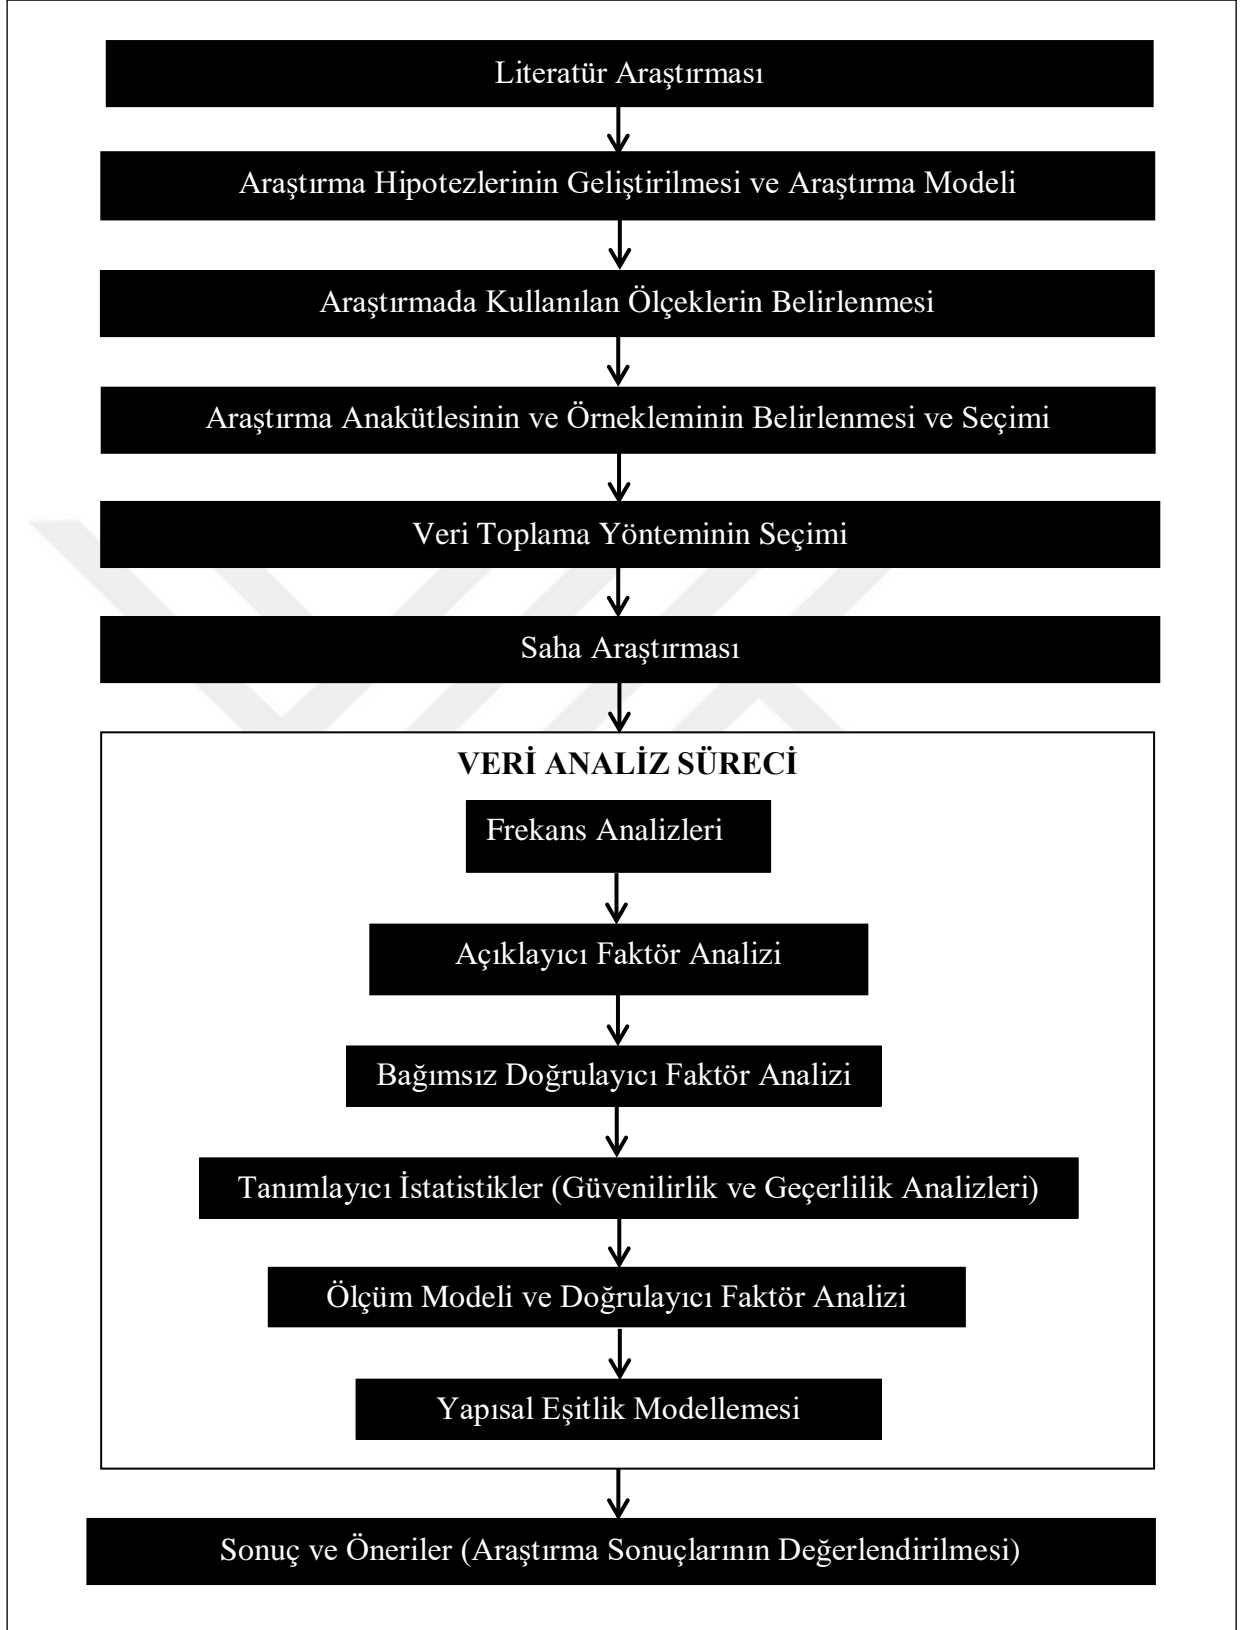 Literatür Araştırması
Araştırma Hipotezlerinin Geliştirilmesi ve Araştırma Modeli
Araştırmada Kullanılan Ölçeklerin Belirlenmesi
Araştırma Anakütlesinin ve Örnekleminin Belirlenmesi ve Seçimi
Veri Toplama Yönteminin Seçimi
Saha Araştırması
VERİ ANALİZ SÜRECİ
Frekans Analizleri
Açıklayıcı Faktör Analizi
Bağımsız Doğrulayıcı Faktör Analizi
Tanımlayıcı İstatistikler (Güvenilirlik ve Geçerlilik Analizleri)
Ölçüm Modeli ve Doğrulayıcı Faktör Analizi
Yapısal Eşitlik Modellemesi
Sonuç ve Öneriler (Araştırma Sonuçlarının Değerlendirilmesi)